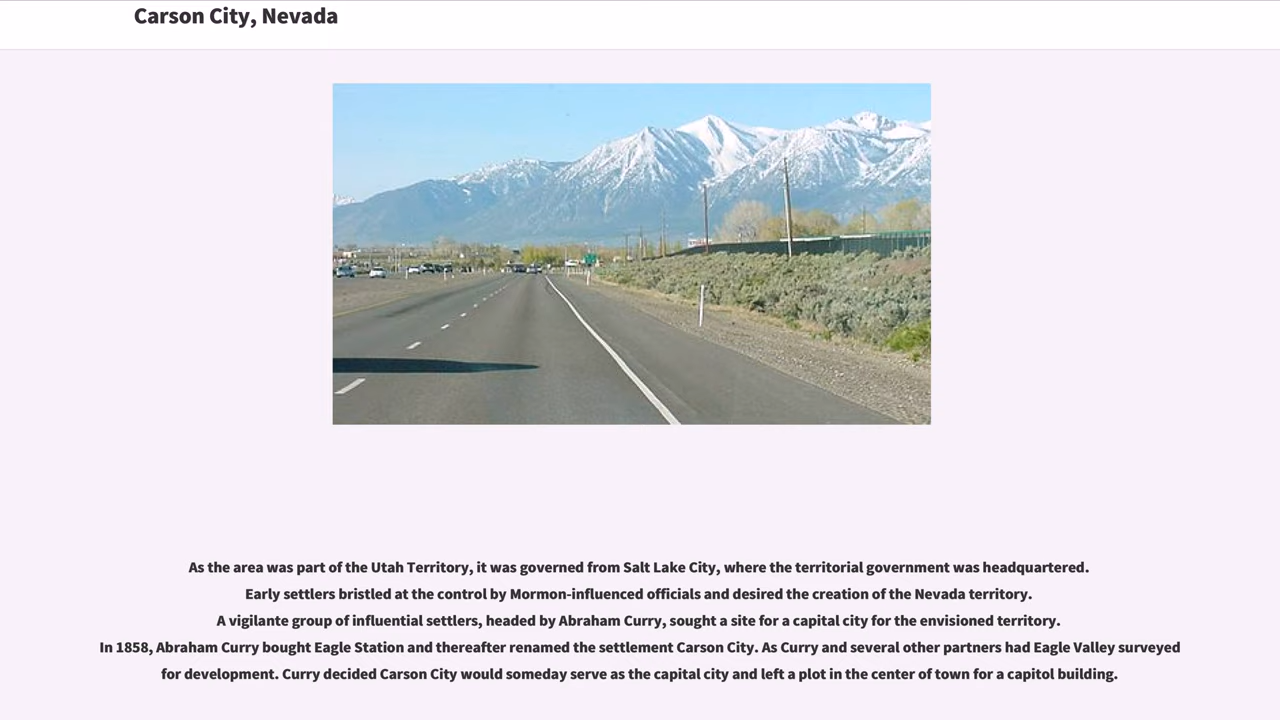 Carson City, Nevada
As the area was part of the Utah Territory, it was governed from Salt Lake City, where the territorial government was headquartered.
Early settlers bristled at the control by Mormon-influenced officials and desired the creation of the Nevada territory.
A vigilante group of influential settlers, headed by Abraham Curry, sought a site for a capital city for the envisioned territory.
In 1858, Abraham Curry bought Eagle Station and thereafter renamed the settlement Carson City. As Curry and several other partners had Eagle Valley surveyed
for development. Curry decided Carson City would someday serve as the capital city and left a plot in the center of town for a capitol building.